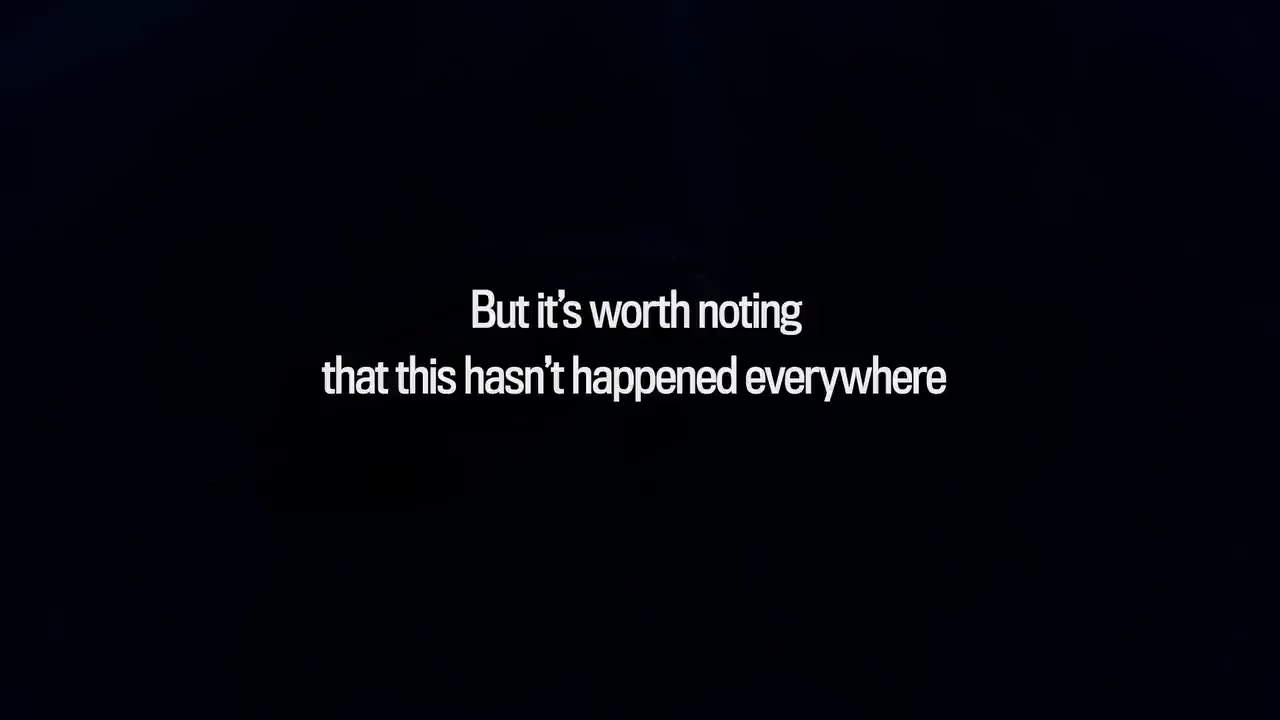 But it’s worth noting
that this hasn’t happened everywhere